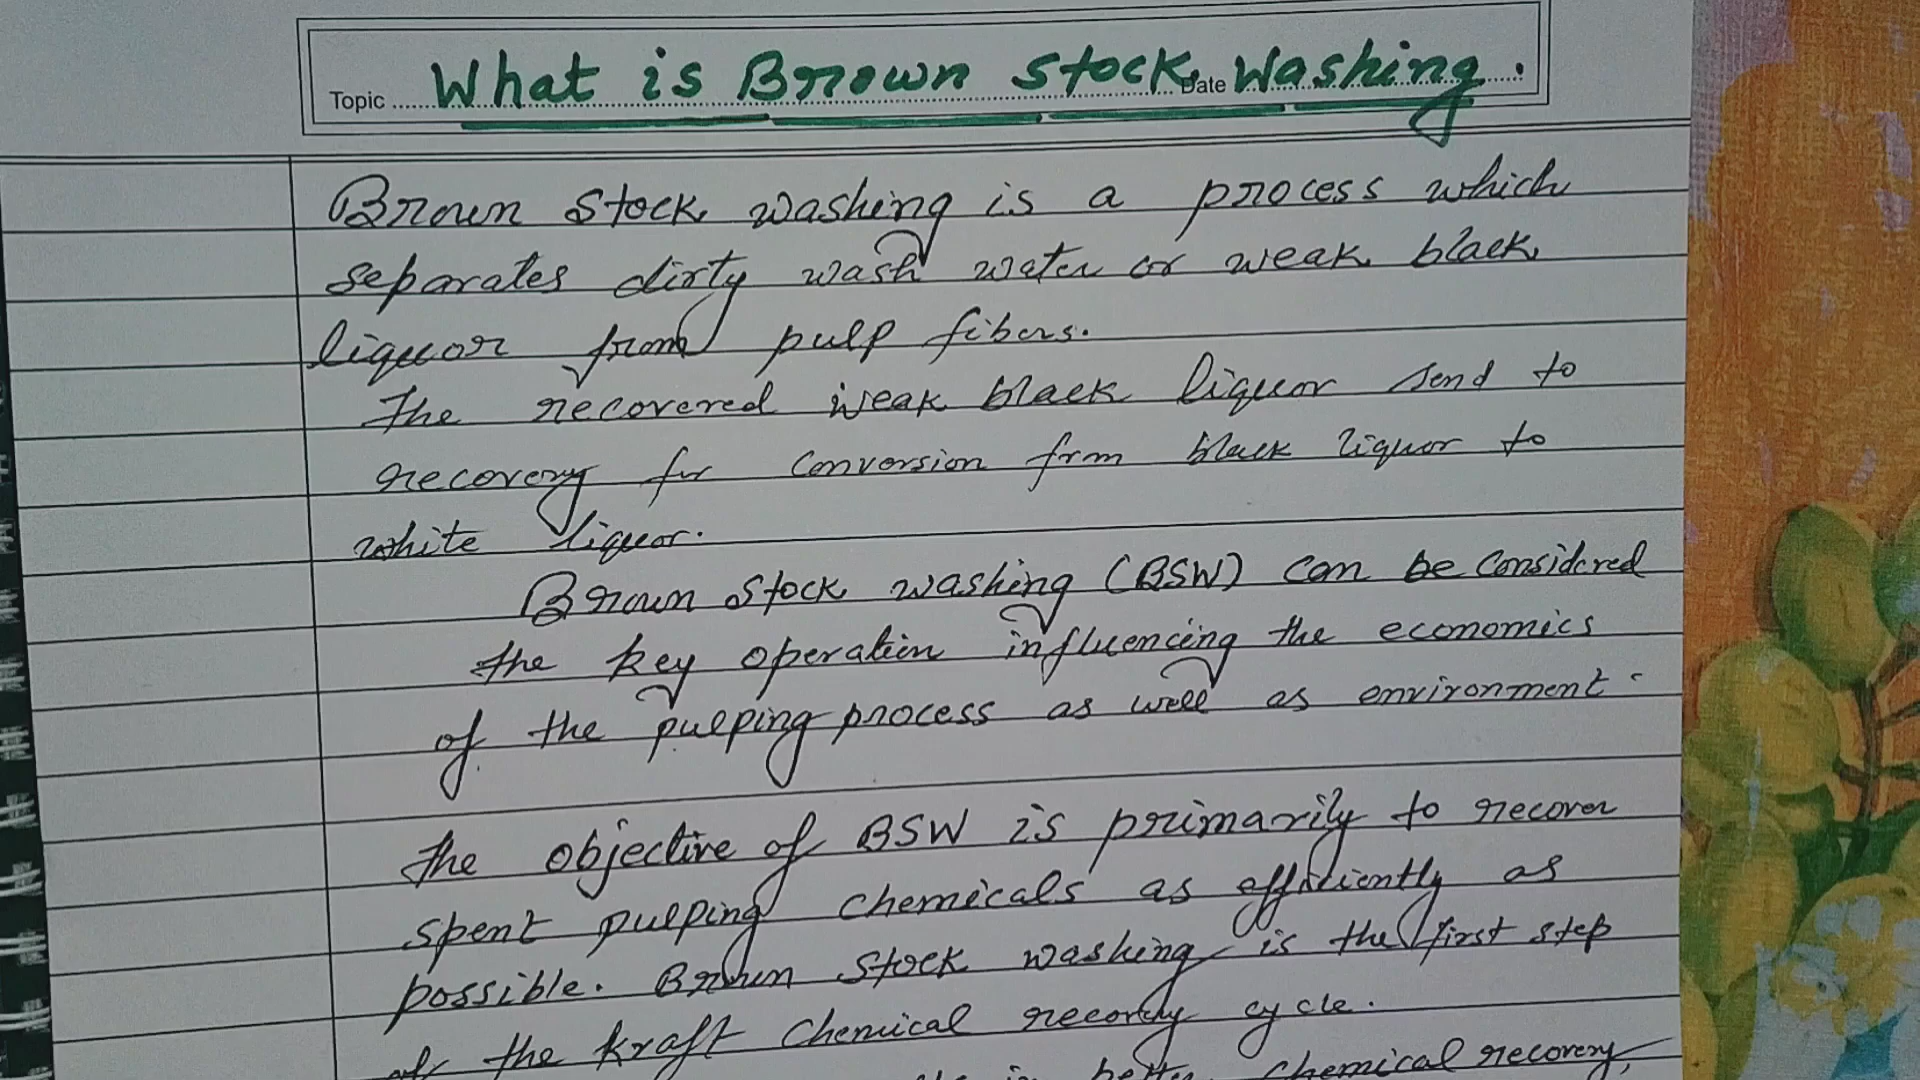 Topic What is Brown Stock Date Washing.
Brown Stock washing is a process which
separates dirty wash water or weak black
liquor from pulp fibers.
The recovered weak black liquor send to
recovery for conversion from black liquor to
white liquor.
Brown Stock washing (BSW) can be considered
the key operation influencing the economics
of the pulping process as well as environment.
The objective of BSW is primarily to recover
spent pulping chemicals as efficiently as
possible. Brown Stock washing is the first step
of the kraft chemical recovery cycle.
in better chemical recovery,